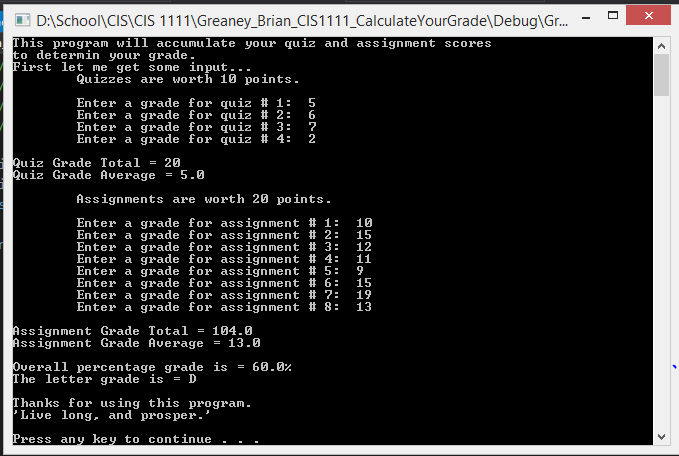 D:\School\CIS\CIS 1111\Greaney_Brian_CIS1111_CalculateYourGrade\Debug\Gr...
This program will accumulate your quiz and assignment scores
to determin your grade.
First let me get some input...
Quizzes are worth 10 points.
Enter a grade for quiz # 1: 5
Enter a grade for quiz # 2: 6
Enter a grade for quiz # 3: 7
Enter a grade for quiz # 4: 2
Quiz Grade Total = 20
Quiz Grade Average = 5.0
Assignments are worth 20 points.
Enter a grade for assignment # 1: 10
Enter a grade for assignment # 2: 15
Enter a grade for assignment # 3: 12
Enter a grade for assignment # 4: 11
Enter a grade for assignment # 5: 9
Enter a grade for assignment # 6: 15
Enter a grade for assignment # 7: 19
Enter a grade for assignment # 8: 13
Assignment Grade Total = 104.0
Assignment Grade Average = 13.0
Overall percentage grade is = 60.0%
The letter grade is = D
Thanks for using this program.
'Live long, and prosper.'
Press any key to continue . . .